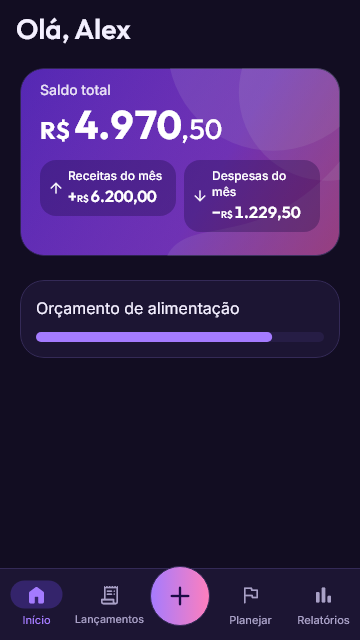 Olá, Alex
Saldo total
R$ 4.970,50
Receitas do mês
+R$ 6.200,00
Despesas do
mês
−R$ 1.229,50
Orçamento de alimentação
Início
Lançamentos
Planejar
Relatórios